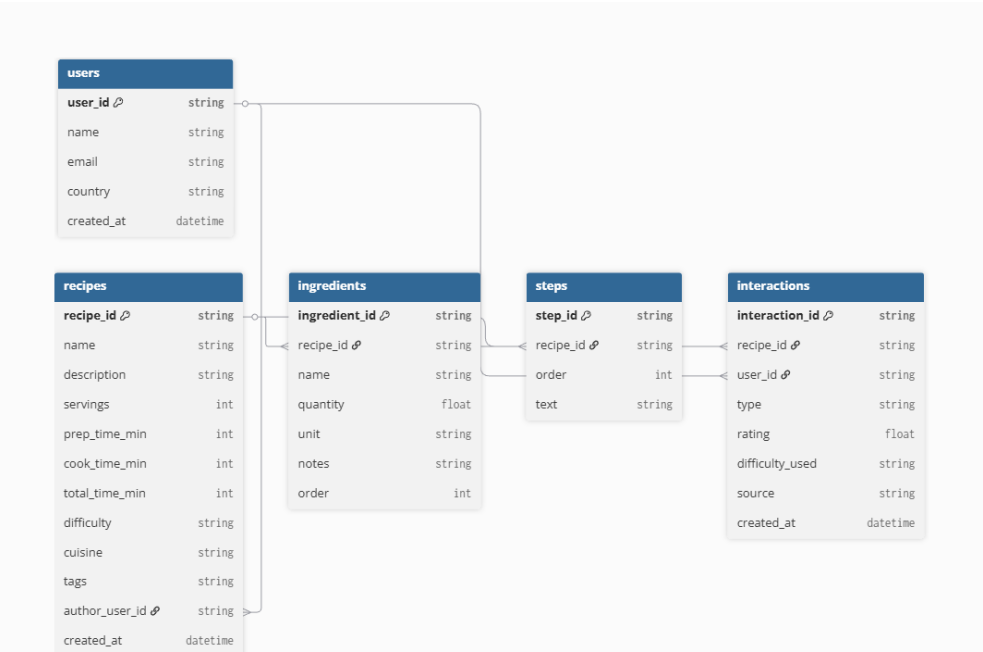 users
user_id string
name string
email string
country string
created_at datetime
recipes
recipe_id string
name string
description string
servings int
prep_time_min int
cook_time_min int
total_time_min int
difficulty string
cuisine string
tags string
author_user_id string
created_at datetime
ingredients
ingredient_id string
recipe_id string
name string
quantity float
unit string
notes string
order int
steps
step_id string
recipe_id string
order int
text string
interactions
interaction_id string
recipe_id string
user_id string
type string
rating float
difficulty_used string
source string
created_at datetime